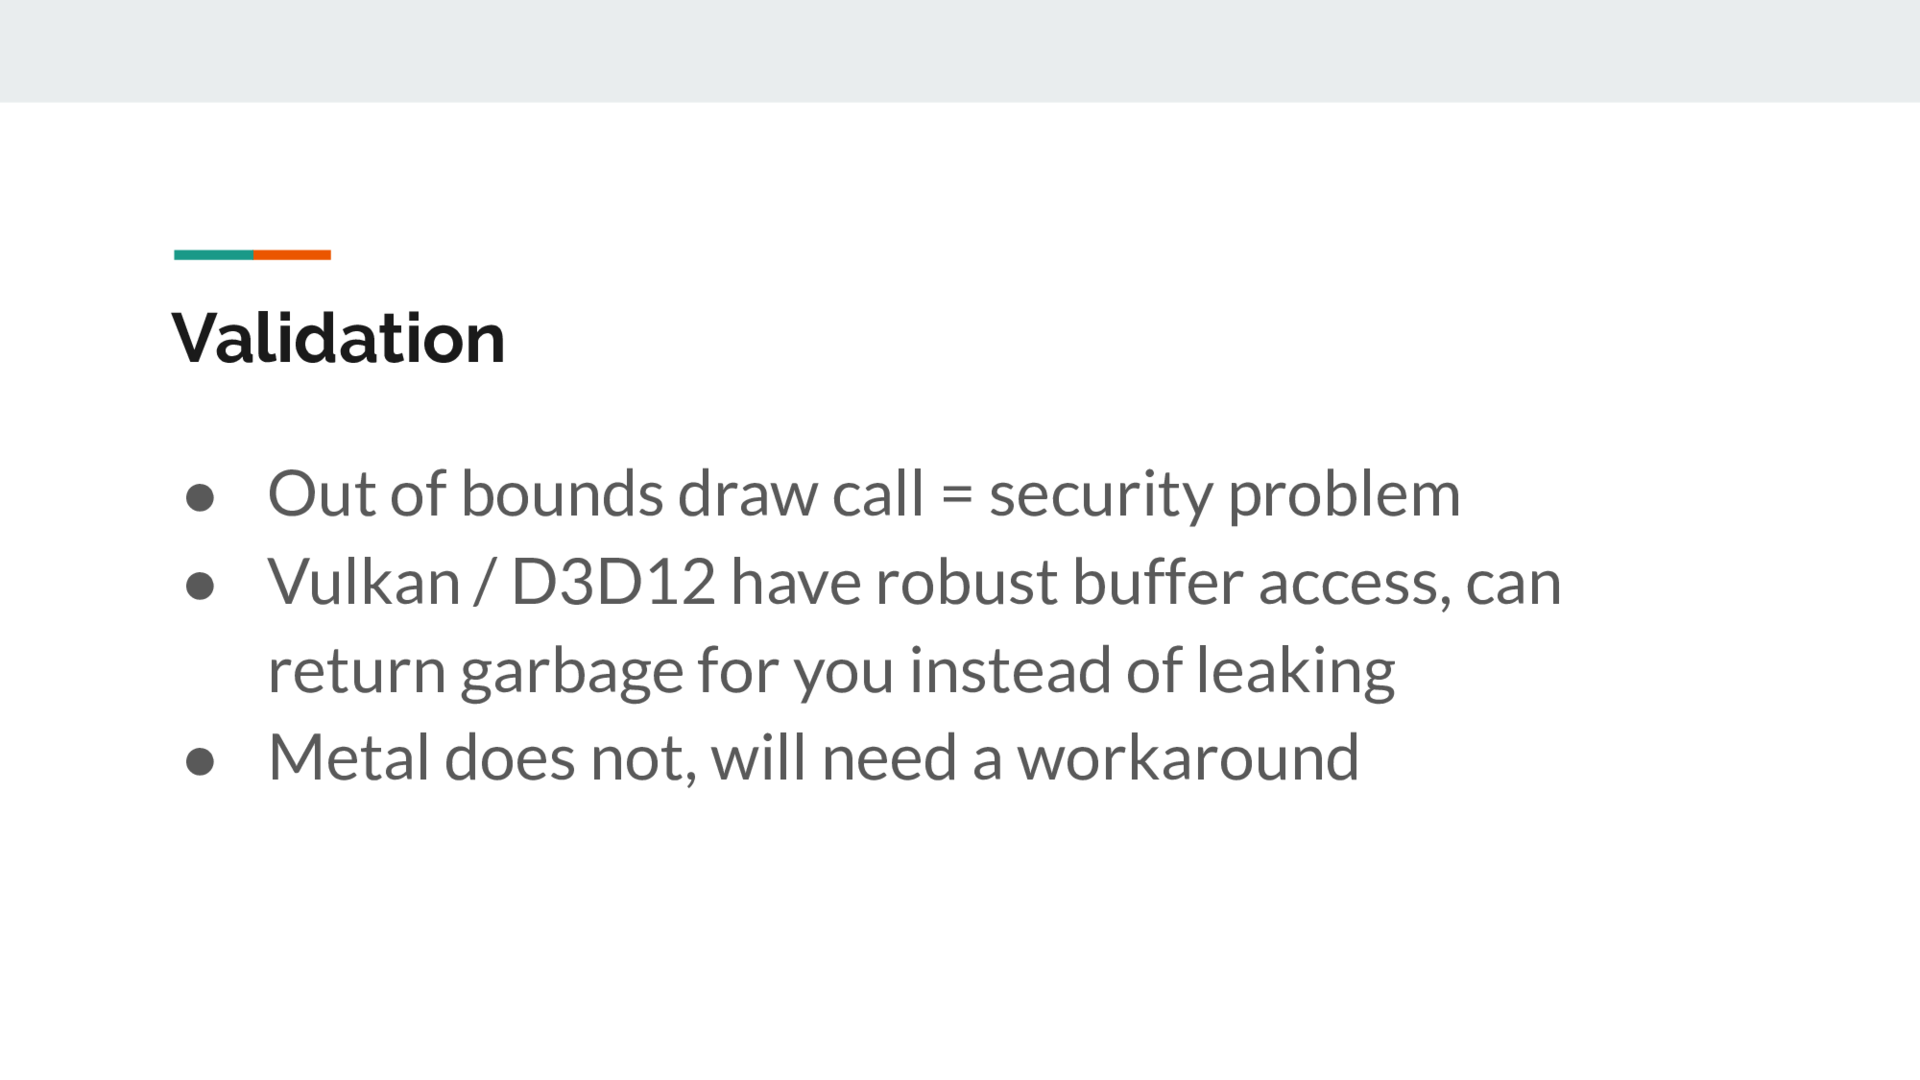 Validation
● Out of bounds draw call = security problem
● Vulkan / D3D12 have robust buffer access, can
return garbage for you instead of leaking
● Metal does not, will need a workaround